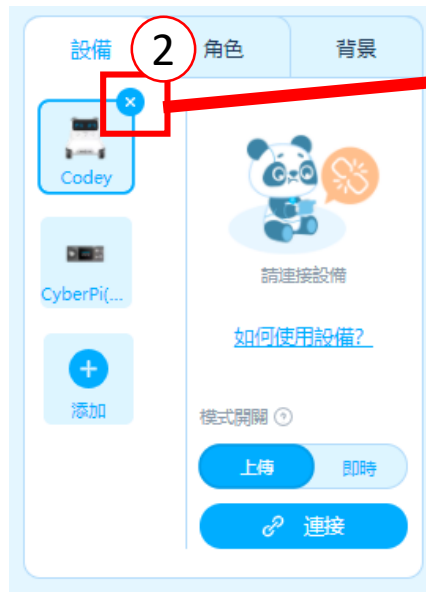 設備
2
角色
背景
Codey
CyberPi(...
添加
請連接設備
如何使用設備?
模式開關
上傳
即時
連接